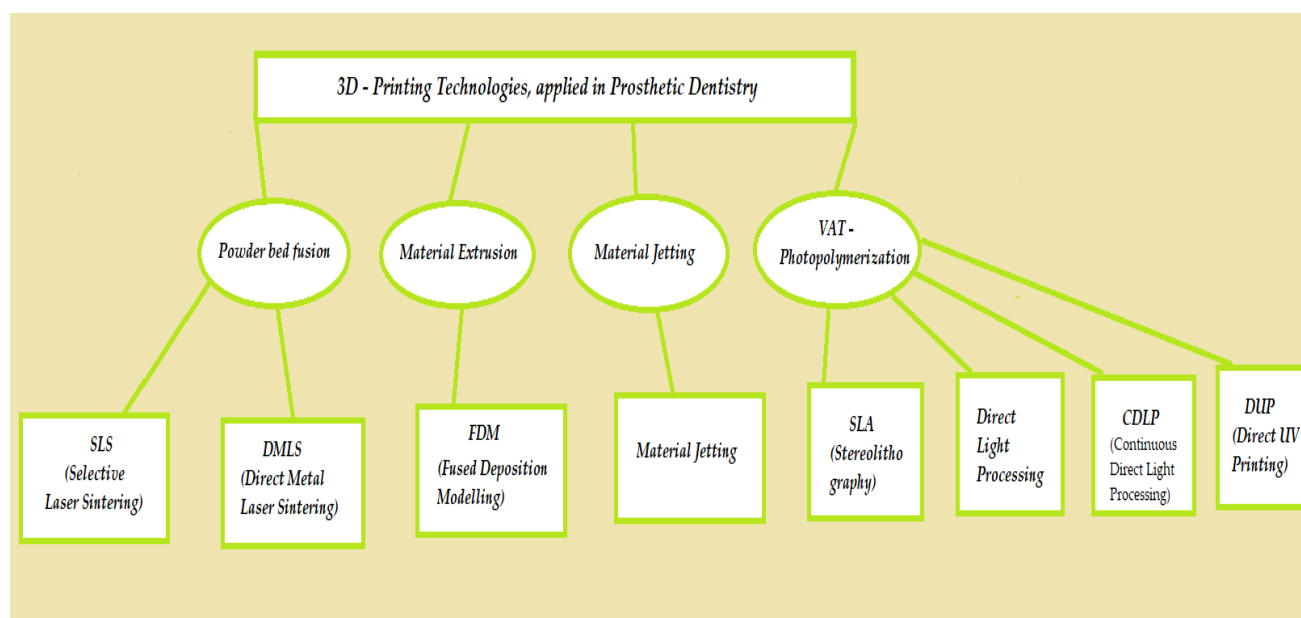 3D - Printing Technologies, applied in Prosthetic Dentistry
Powder bed fusion
Material Extrusion
Material Jetting
VAT -
Photopolymerization
SLS
(Selective
Laser Sintering)
DMLS
(Direct Metal
Laser Sintering)
FDM
(Fused Deposition
Modelling)
Material Jetting
SLA
(Stereolitho
graphy)
Direct
Light
Processing
CDLP
(Continuous
Direct Light
Processing)
DUP
(Direct UV
Printing)